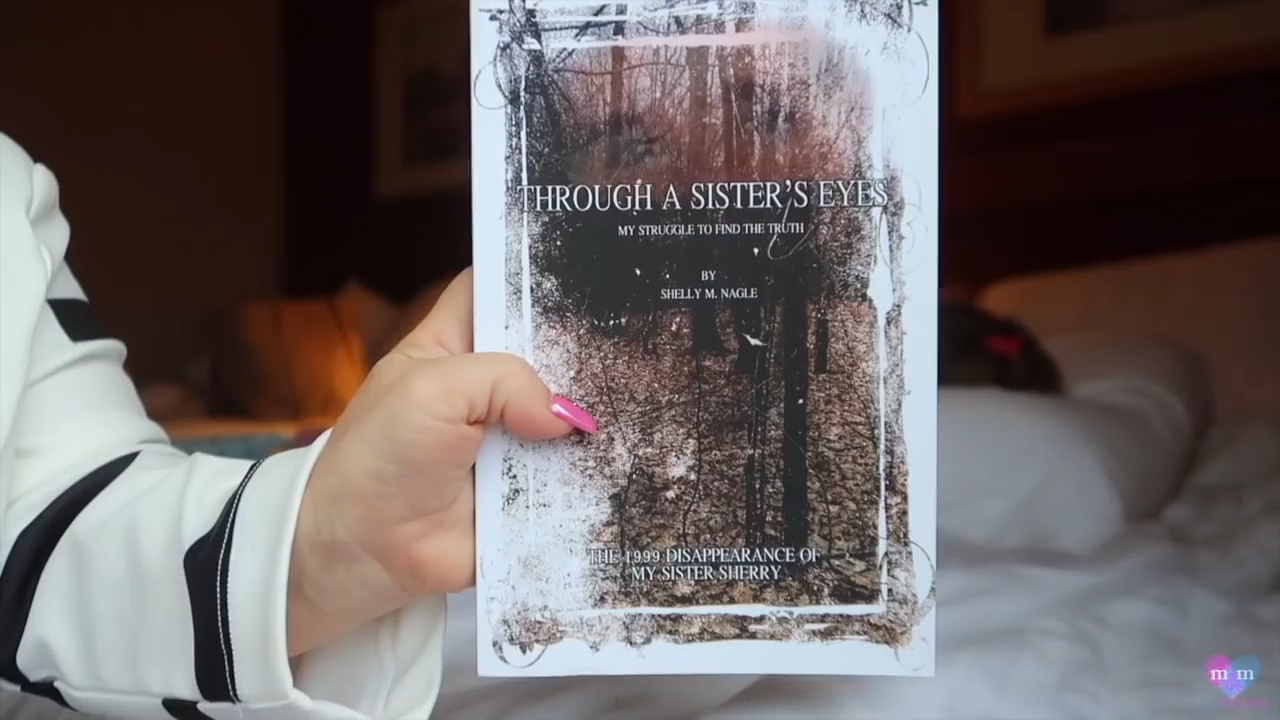 THROUGH A SISTER'S EYES
MY STRUGGLE TO FIND THE TRUTH
BY
SHELLY M. NAGLE
THE 1999 DISAPPEARANCE OF
MY SISTER SHERRY
m m